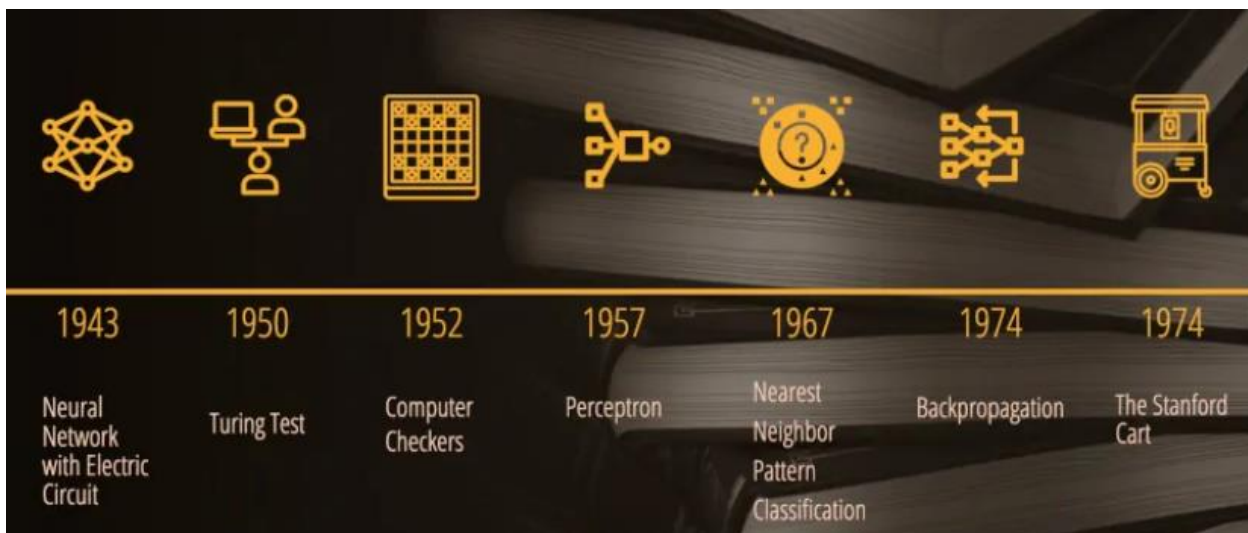 1943
Neural
Network
with Electric
Circuit
1950
Turing Test
1952
Computer
Checkers
1957
Perceptron
1967
Nearest
Neighbor
Pattern
Classification
1974
Backpropagation
1974
The Stanford
Cart